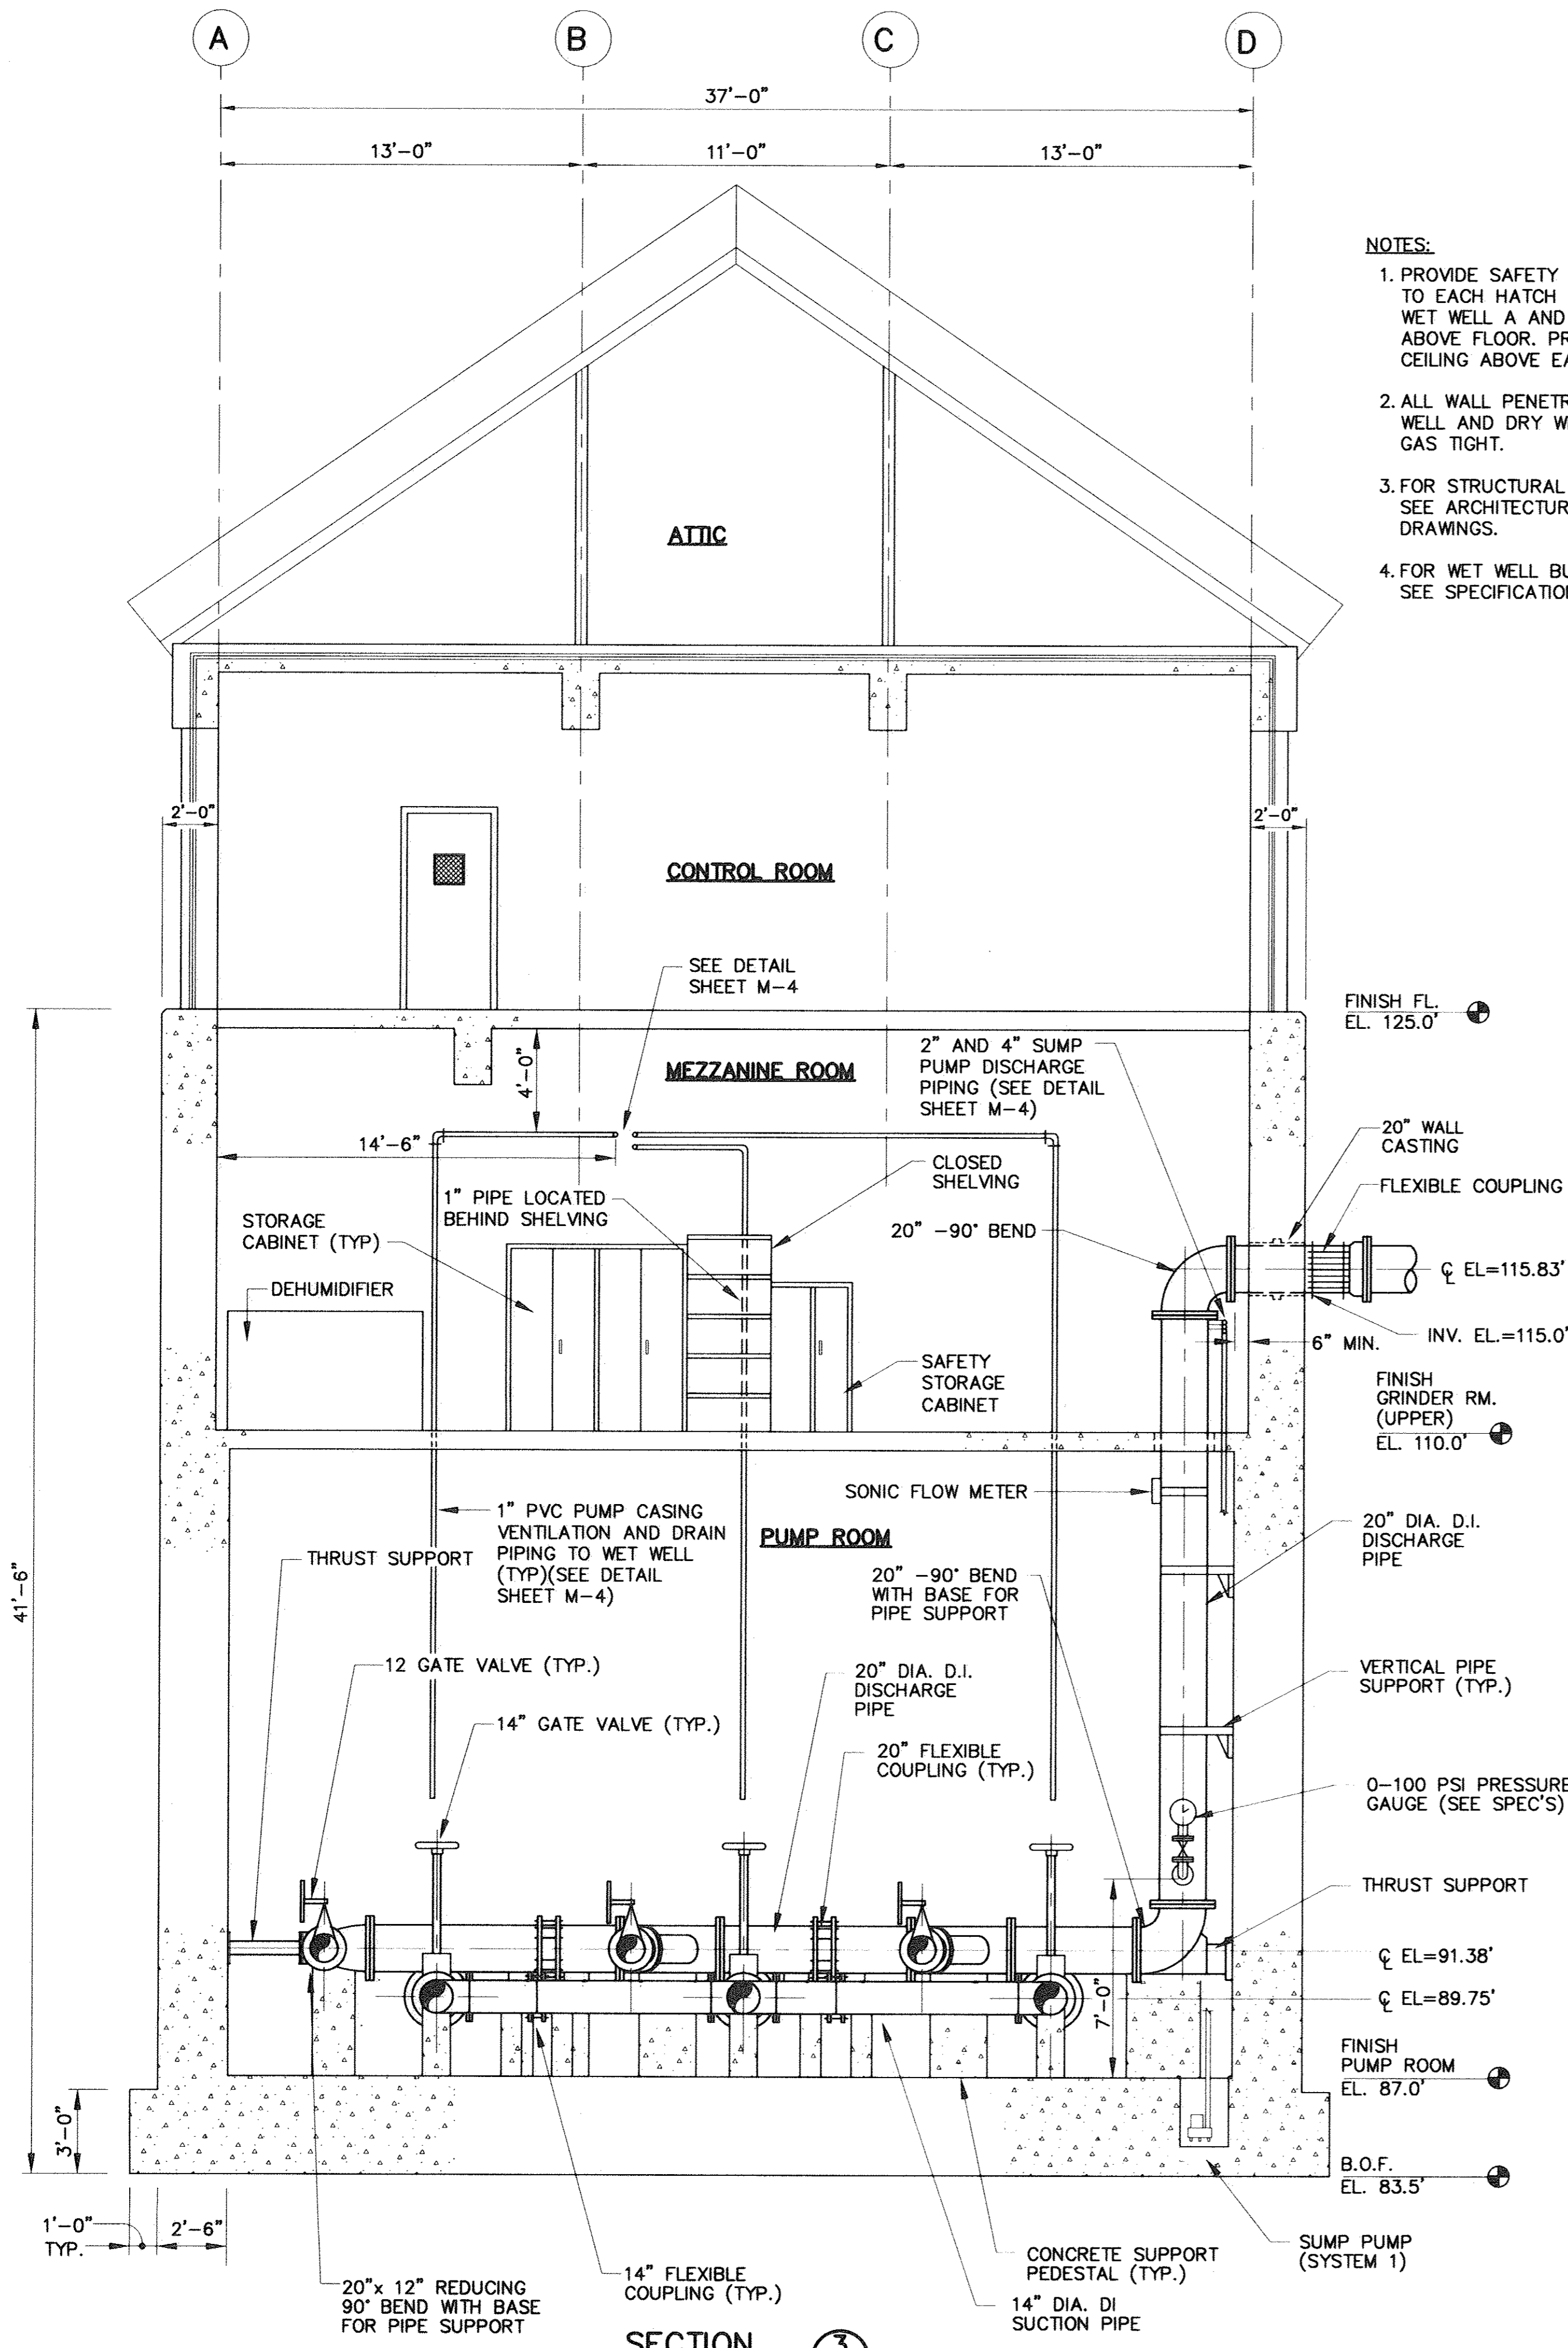 A
B
C
D
37'-0"
13'-0"
11'-0"
13'-0"
NOTES:
1. PROVIDE SAFETY
TO EACH HATCH
WET WELL A AND
ABOVE FLOOR. PR
CEILING ABOVE EA
2. ALL WALL PENETR
WELL AND DRY W
GAS TIGHT.
3. FOR STRUCTURAL
SEE ARCHITECTUR
DRAWINGS.
4. FOR WET WELL BU
SEE SPECIFICATION
ATTIC
2'-0"
2'-0"
CONTROL ROOM
SEE DETAIL
SHEET M-4
FINISH FL.
EL. 125.0'
4'-0"
MEZZANINE ROOM
2" AND 4" SUMP
PUMP DISCHARGE
PIPING (SEE DETAIL
SHEET M-4)
20" WALL
CASTING
14'-6"
CLOSED
SHELVING
FLEXIBLE COUPLING
1" PIPE LOCATED
BEHIND SHELVING
STORAGE
CABINET (TYP)
20" -90° BEND
℄ EL=115.83'
DEHUMIDIFIER
6" MIN.
INV. EL.=115.0'
SAFETY
STORAGE
CABINET
FINISH
GRINDER RM.
(UPPER)
EL. 110.0'
SONIC FLOW METER
1" PVC PUMP CASING
VENTILATION AND DRAIN
PIPING TO WET WELL
(TYP)(SEE DETAIL
SHEET M-4)
PUMP ROOM
20" DIA. D.I.
DISCHARGE
PIPE
THRUST SUPPORT
20" -90° BEND
WITH BASE FOR
PIPE SUPPORT
41'-6"
12 GATE VALVE (TYP.)
20" DIA. D.I.
DISCHARGE
PIPE
VERTICAL PIPE
SUPPORT (TYP.)
14" GATE VALVE (TYP.)
20" FLEXIBLE
COUPLING (TYP.)
0-100 PSI PRESSURE
GAUGE (SEE SPEC'S)
THRUST SUPPORT
℄ EL=91.38'
℄ EL=89.75'
7'-0"
FINISH
PUMP ROOM
EL. 87.0'
3'-0"
B.O.F.
EL. 83.5'
1'-0"
TYP.
2'-6"
SUMP PUMP
(SYSTEM 1)
CONCRETE SUPPORT
PEDESTAL (TYP.)
14" FLEXIBLE
COUPLING (TYP.)
20"x 12" REDUCING
90° BEND WITH BASE
FOR PIPE SUPPORT
14" DIA. DI
SUCTION PIPE
SECTION
3